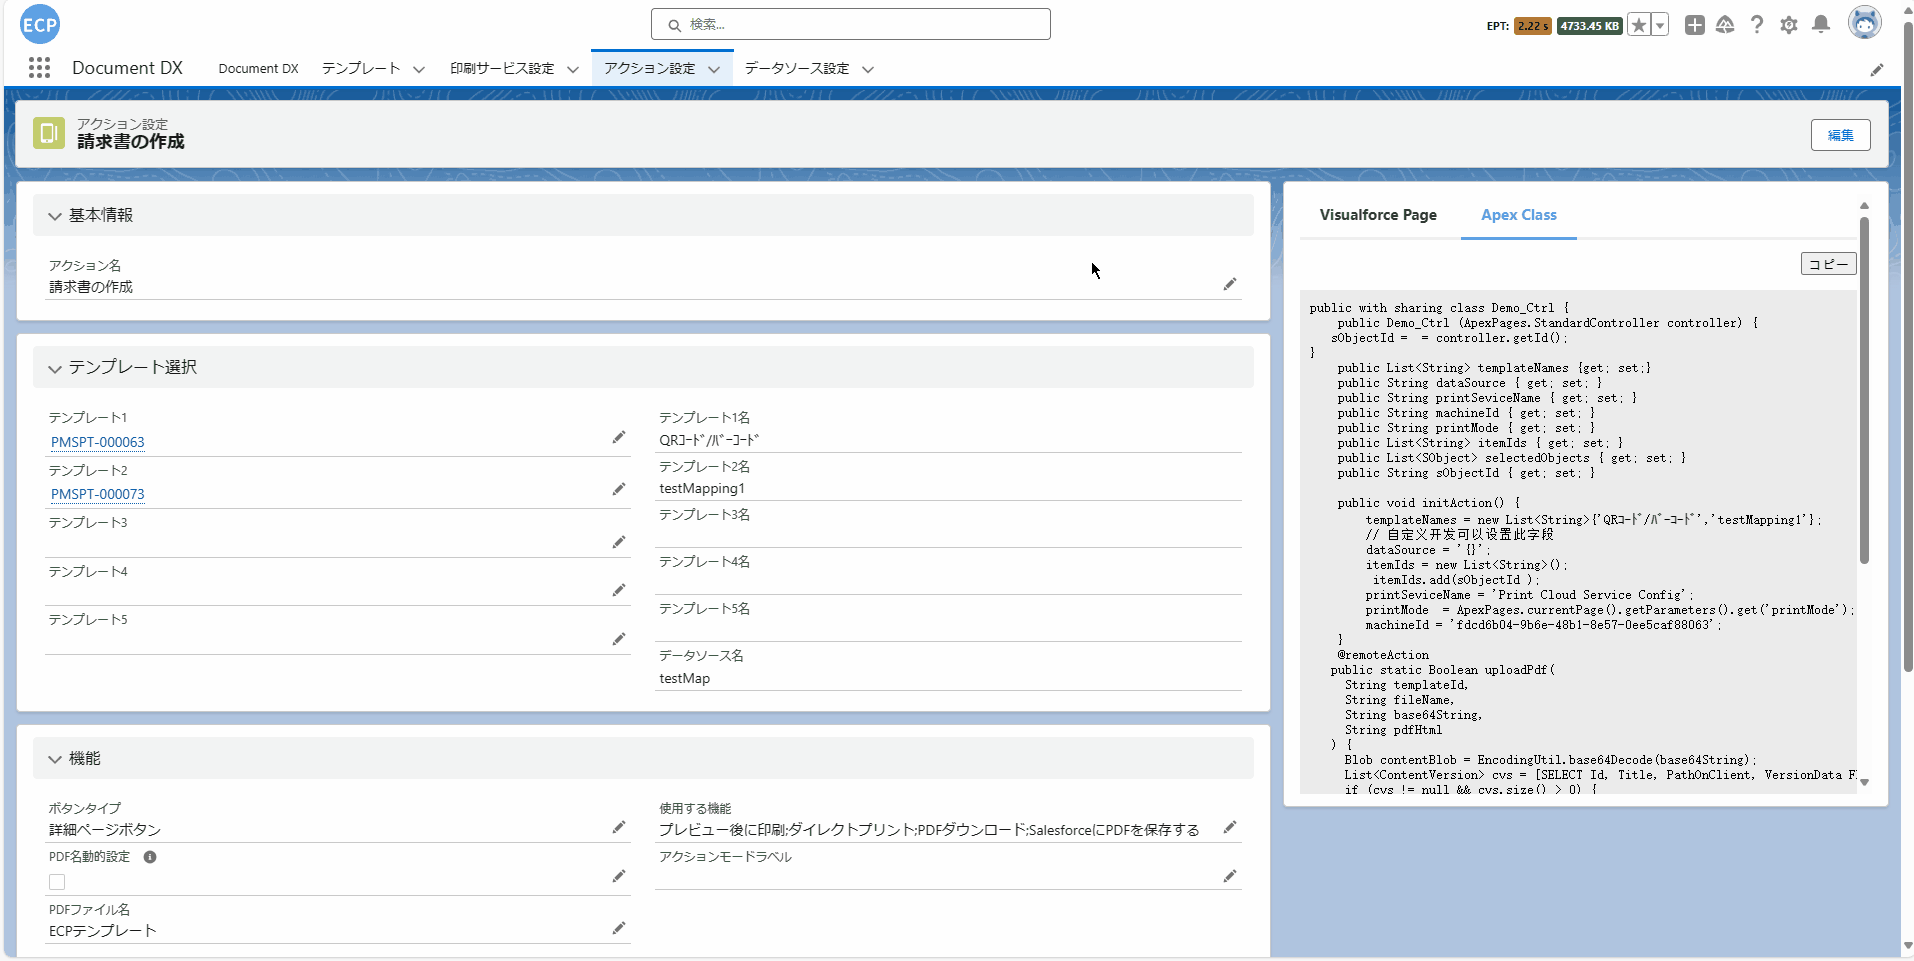 ECP
検索...
EPT: 2.22 s 4733.45 KB
Document DX
Document DX
テンプレート
印刷サービス設定
アクション設定
データソース設定
アクション設定
請求書の作成
編集
基本情報
アクション名
請求書の作成
テンプレート選択
テンプレート1
PMSPT-000063
テンプレート1名
QRｺｰﾄﾞ/ﾊﾞｰｺｰﾄﾞ
テンプレート2
PMSPT-000073
テンプレート2名
testMapping1
テンプレート3
テンプレート3名
テンプレート4
テンプレート4名
テンプレート5
テンプレート5名
データソース名
testMap
機能
ボタンタイプ
詳細ページボタン
使用する機能
プレビュー後に印刷;ダイレクトプリント;PDFダウンロード;SalesforceにPDFを保存する
PDF名動的設定
アクションモードラベル
PDFファイル名
ECPテンプレート
Visualforce Page
Apex Class
コピー
public with sharing class Demo_Ctrl {
public Demo_Ctrl (ApexPages.StandardController controller) {
sObjectId =  = controller.getId();
}
public List<String> templateNames {get; set;}
public String dataSource { get; set; }
public String printSeviceName { get; set; }
public String machineId { get; set; }
public String printMode { get; set; }
public List<String> itemIds { get; set; }
public List<SObject> selectedObjects { get; set; }
public String sObjectId { get; set; }
public void initAction() {
templateNames = new List<String>{'QRｺｰﾄﾞ/ﾊﾞｰｺｰﾄﾞ','testMapping1'};
// 自定义开发可以设置此字段
dataSource = '{}';
itemIds = new List<String>();
itemIds.add(sObjectId );
printSeviceName = 'Print Cloud Service Config';
printMode  = ApexPages.currentPage().getParameters().get('printMode');
machineId = 'fdcd6b04-9b6e-48b1-8e57-0ee5caf88063';
}
@remoteAction
public static Boolean uploadPdf(
String templateId,
String fileName,
String base64String,
String pdfHtml
) {
Blob contentBlob = EncodingUtil.base64Decode(base64String);
List<ContentVersion> cvs = [SELECT Id, Title, PathOnClient, VersionData F
if (cvs != null && cvs.size() > 0) {